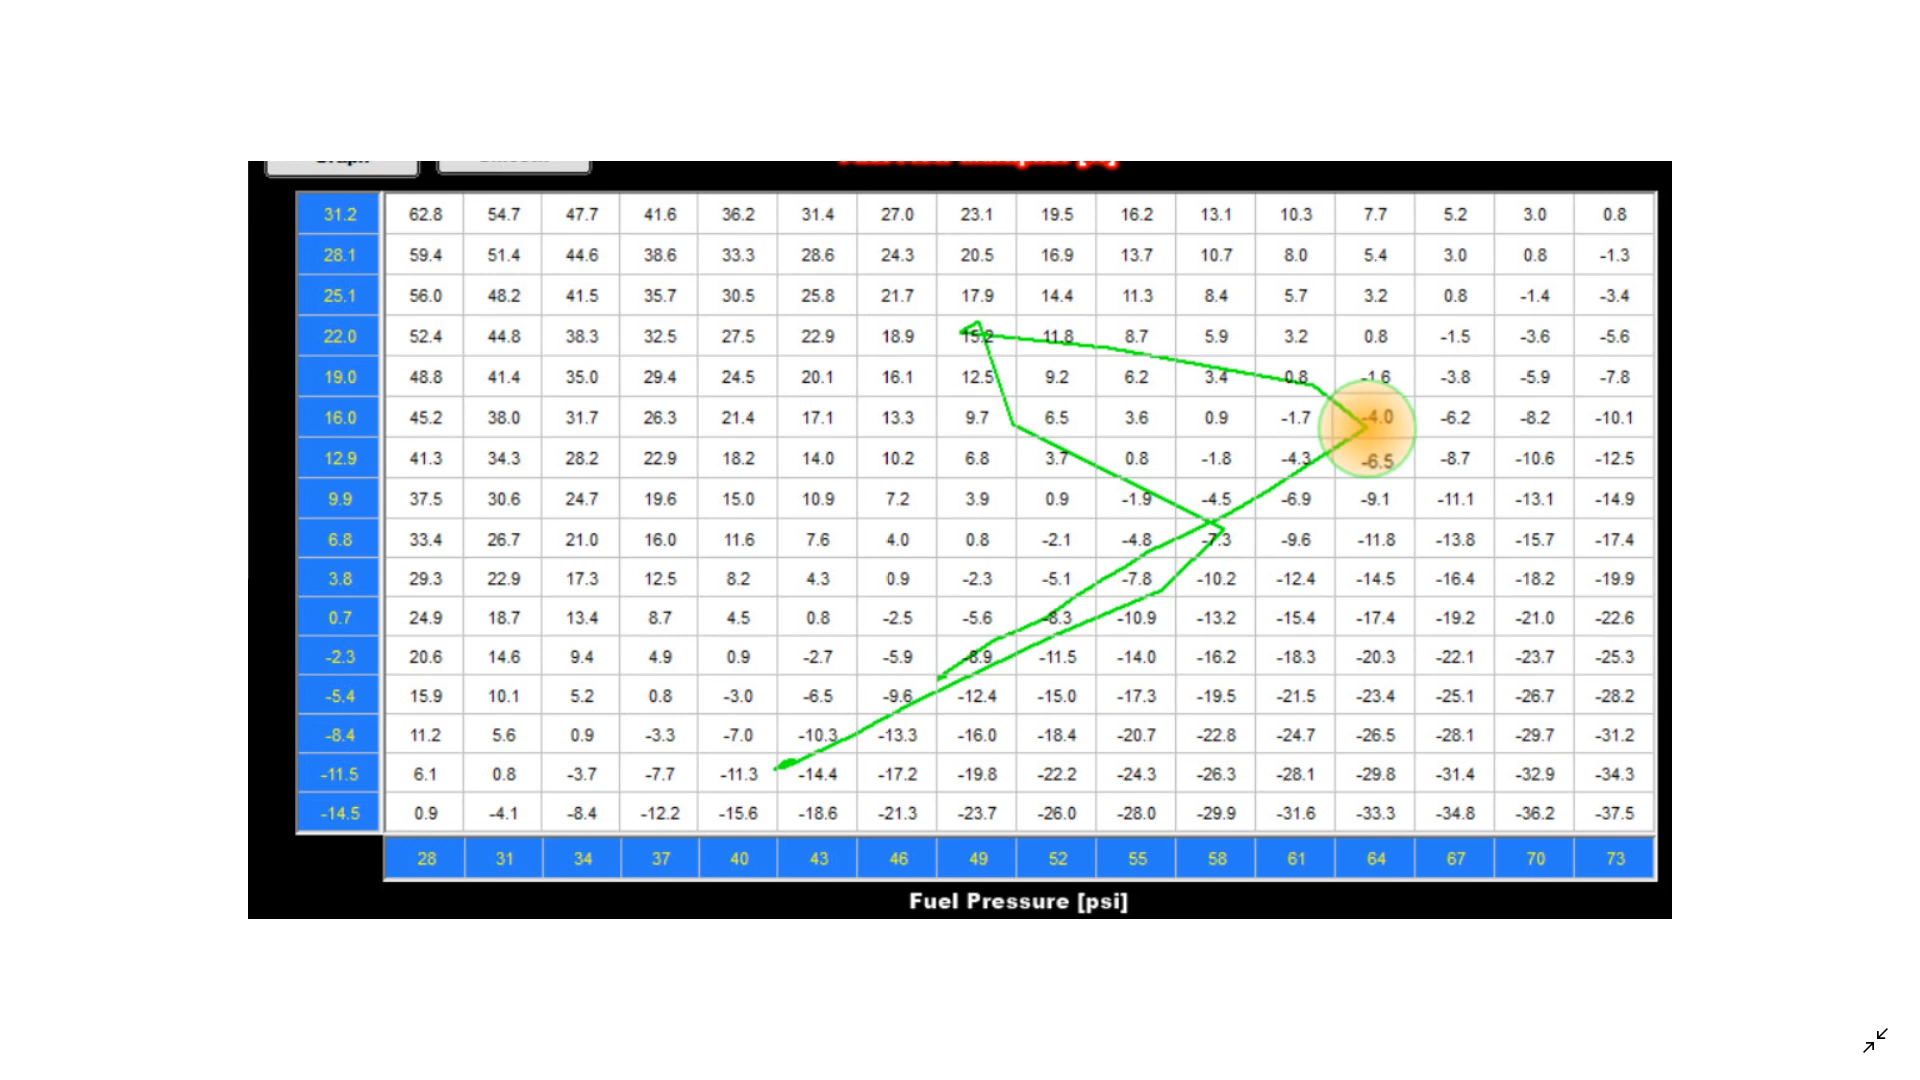 31.2 62.8 54.7 47.7 41.6 36.2 31.4 27.0 23.1 19.5 16.2 13.1 10.3 7.7 5.2 3.0 0.8
28.1 59.4 51.4 44.6 38.6 33.3 28.6 24.3 20.5 16.9 13.7 10.7 8.0 5.4 3.0 0.8 -1.3
25.1 56.0 48.2 41.5 35.7 30.5 25.8 21.7 17.9 14.4 11.3 8.4 5.7 3.2 0.8 -1.4 -3.4
22.0 52.4 44.8 38.3 32.5 27.5 22.9 18.9 15.2 11.8 8.7 5.9 3.2 0.8 -1.5 -3.6 -5.6
19.0 48.8 41.4 35.0 29.4 24.5 20.1 16.1 12.5 9.2 6.2 3.4 0.8 -1.6 -3.8 -5.9 -7.8
16.0 45.2 38.0 31.7 26.3 21.4 17.1 13.3 9.7 6.5 3.6 0.9 -1.7 -4.0 -6.2 -8.2 -10.1
12.9 41.3 34.3 28.2 22.9 18.2 14.0 10.2 6.8 3.7 0.8 -1.8 -4.3 -6.5 -8.7 -10.6 -12.5
9.9 37.5 30.6 24.7 19.6 15.0 10.9 7.2 3.9 0.9 -1.9 -4.5 -6.9 -9.1 -11.1 -13.1 -14.9
6.8 33.4 26.7 21.0 16.0 11.6 7.6 4.0 0.8 -2.1 -4.8 -7.3 -9.6 -11.8 -13.8 -15.7 -17.4
3.8 29.3 22.9 17.3 12.5 8.2 4.3 0.9 -2.3 -5.1 -7.8 -10.2 -12.4 -14.5 -16.4 -18.2 -19.9
0.7 24.9 18.7 13.4 8.7 4.5 0.8 -2.5 -5.6 -8.3 -10.9 -13.2 -15.4 -17.4 -19.2 -21.0 -22.6
-2.3 20.6 14.6 9.4 4.9 0.9 -2.7 -5.9 -8.9 -11.5 -14.0 -16.2 -18.3 -20.3 -22.1 -23.7 -25.3
-5.4 15.9 10.1 5.2 0.8 -3.0 -6.5 -9.6 -12.4 -15.0 -17.3 -19.5 -21.5 -23.4 -25.1 -26.7 -28.2
-8.4 11.2 5.6 0.9 -3.3 -7.0 -10.3 -13.3 -16.0 -18.4 -20.7 -22.8 -24.7 -26.5 -28.1 -29.7 -31.2
-11.5 6.1 0.8 -3.7 -7.7 -11.3 -14.4 -17.2 -19.8 -22.2 -24.3 -26.3 -28.1 -29.8 -31.4 -32.9 -34.3
-14.5 0.9 -4.1 -8.4 -12.2 -15.6 -18.6 -21.3 -23.7 -26.0 -28.0 -29.9 -31.6 -33.3 -34.8 -36.2 -37.5
28 31 34 37 40 43 46 49 52 55 58 61 64 67 70 73
Fuel Pressure [psi]